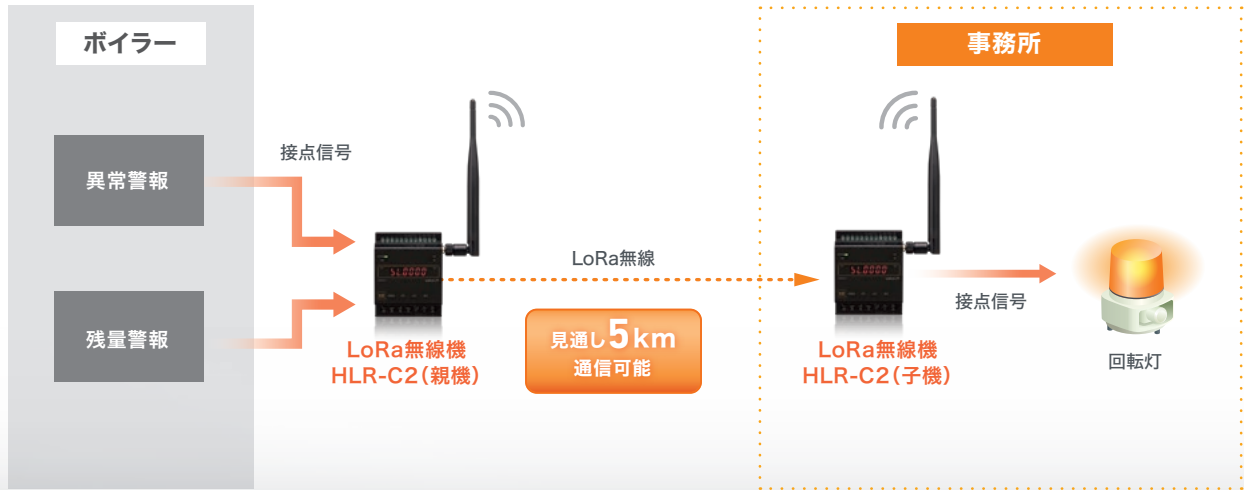 ボイラー
異常警報
残量警報
接点信号
SL0000
LoRa無線機
HLR-C2(親機)
LoRa無線
見通し5km
通信可能
事務所
SL0000
LoRa無線機
HLR-C2(子機)
接点信号
回転灯